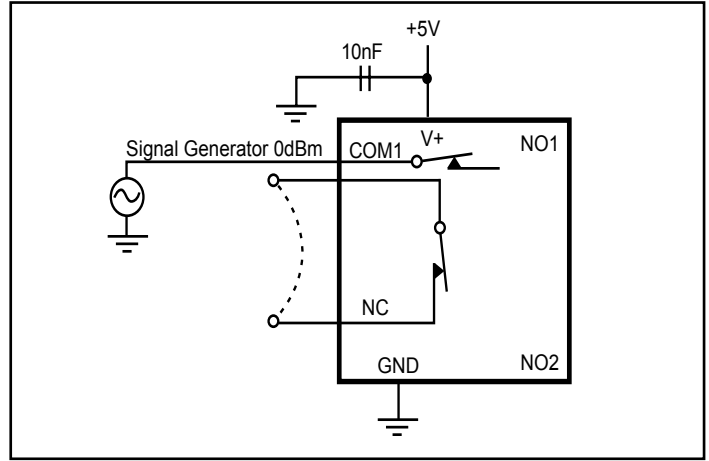 +5V
10nF
Signal Generator 0dBm
COM1
V+
NO1
NC
GND
NO2